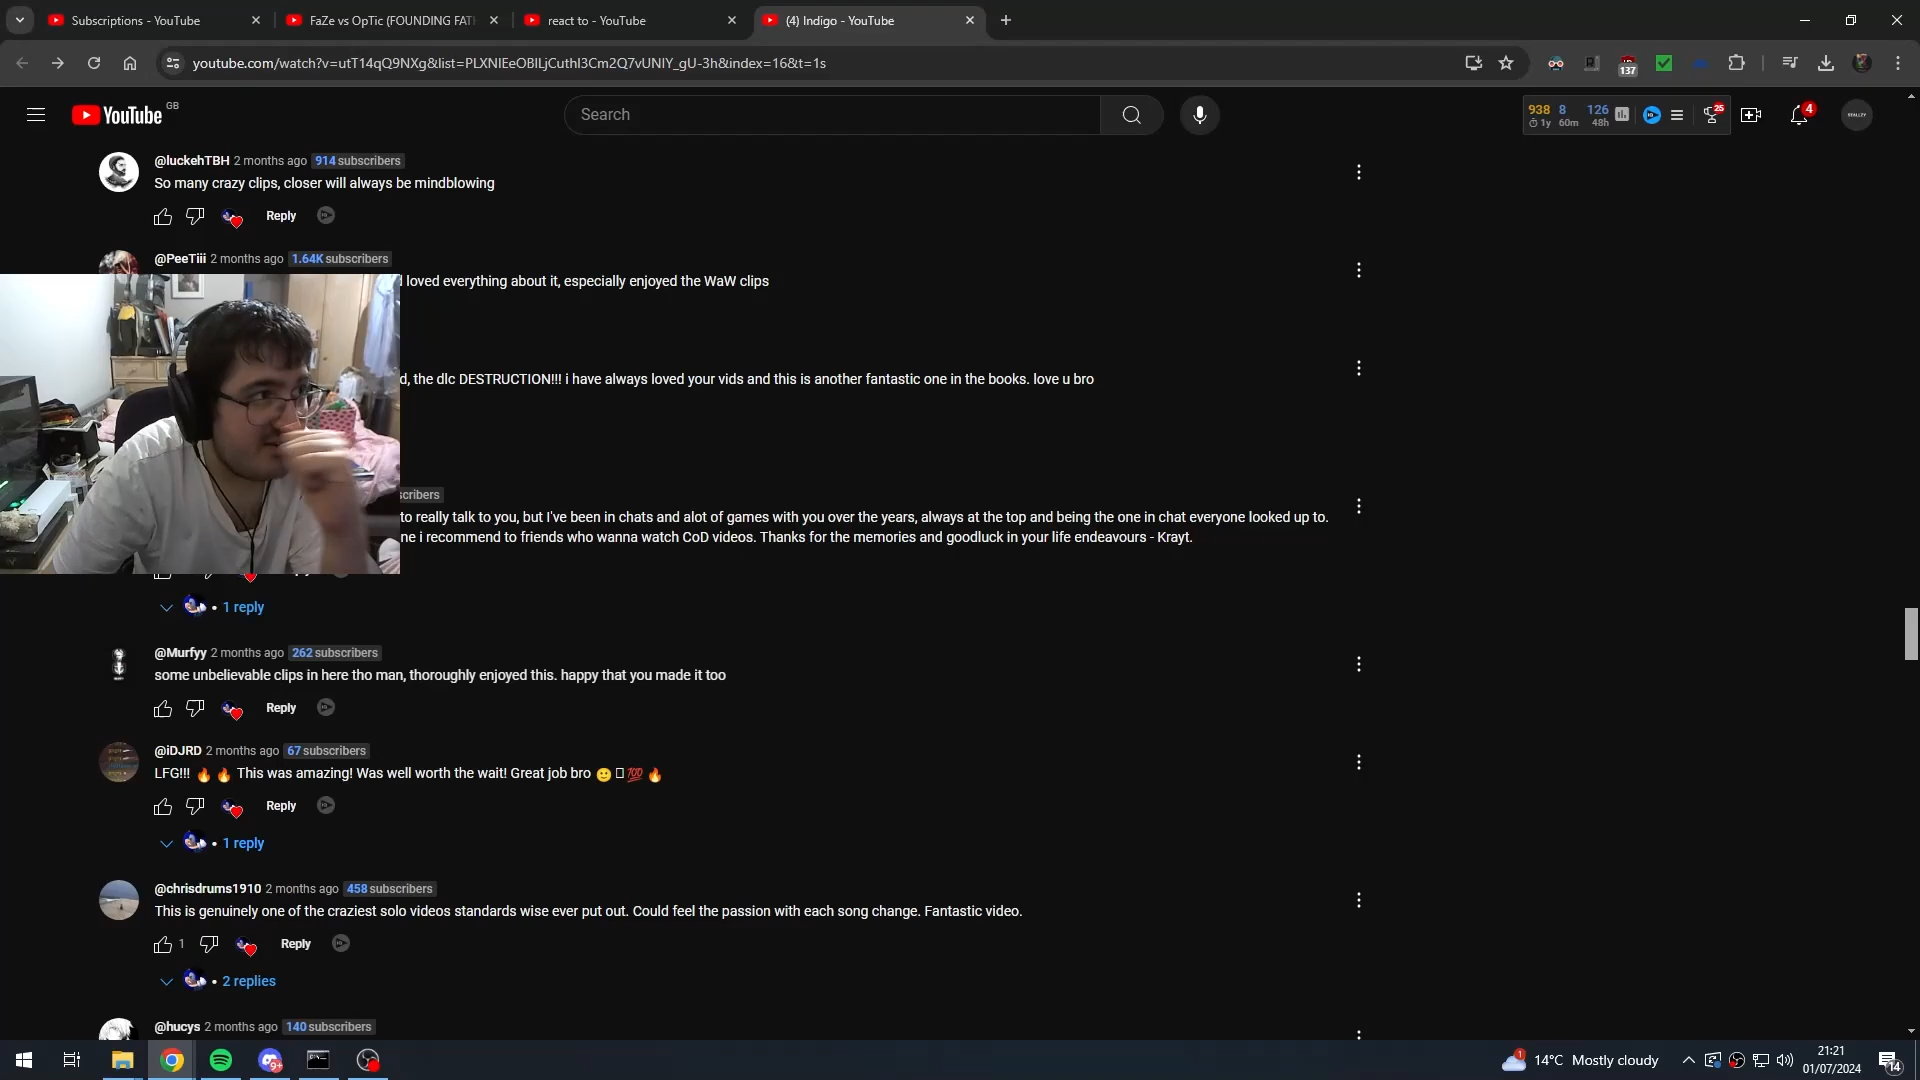 Subscriptions - YouTube
FaZe vs OpTic (FOUNDING FATH
react to - YouTube
(4) Indigo - YouTube
youtube.com/watch?v=utT14qQ9NXg&list=PLXNIEeOBILjCuthI3Cm2Q7vUNIY_gU-3h&index=16&t=1s
137
YouTube GB
Search
938 8 126
1y 60m 48h
25
4
@luckehTBH 2 months ago 914 subscribers
So many crazy clips, closer will always be mindblowing
Reply
@PeeTiii 2 months ago 1.64K subscribers
loved everything about it, especially enjoyed the WaW clips
d, the dlc DESTRUCTION!!! i have always loved your vids and this is another fantastic one in the books. love u bro
scribers
to really talk to you, but I've been in chats and alot of games with you over the years, always at the top and being the one in chat everyone looked up to.
ne i recommend to friends who wanna watch CoD videos. Thanks for the memories and goodluck in your life endeavours - Krayt.
• 1 reply
@Murfyy 2 months ago 262 subscribers
some unbelievable clips in here tho man, thoroughly enjoyed this. happy that you made it too
Reply
@iDJRD 2 months ago 67 subscribers
LFG!!! 🔥 🔥 This was amazing! Was well worth the wait! Great job bro 🙂 💯 🔥
Reply
• 1 reply
@chrisdrums1910 2 months ago 458 subscribers
This is genuinely one of the craziest solo videos standards wise ever put out. Could feel the passion with each song change. Fantastic video.
1 Reply
• 2 replies
@hucys 2 months ago 140 subscribers
9+
1 14°C Mostly cloudy
21:21
01/07/2024
14